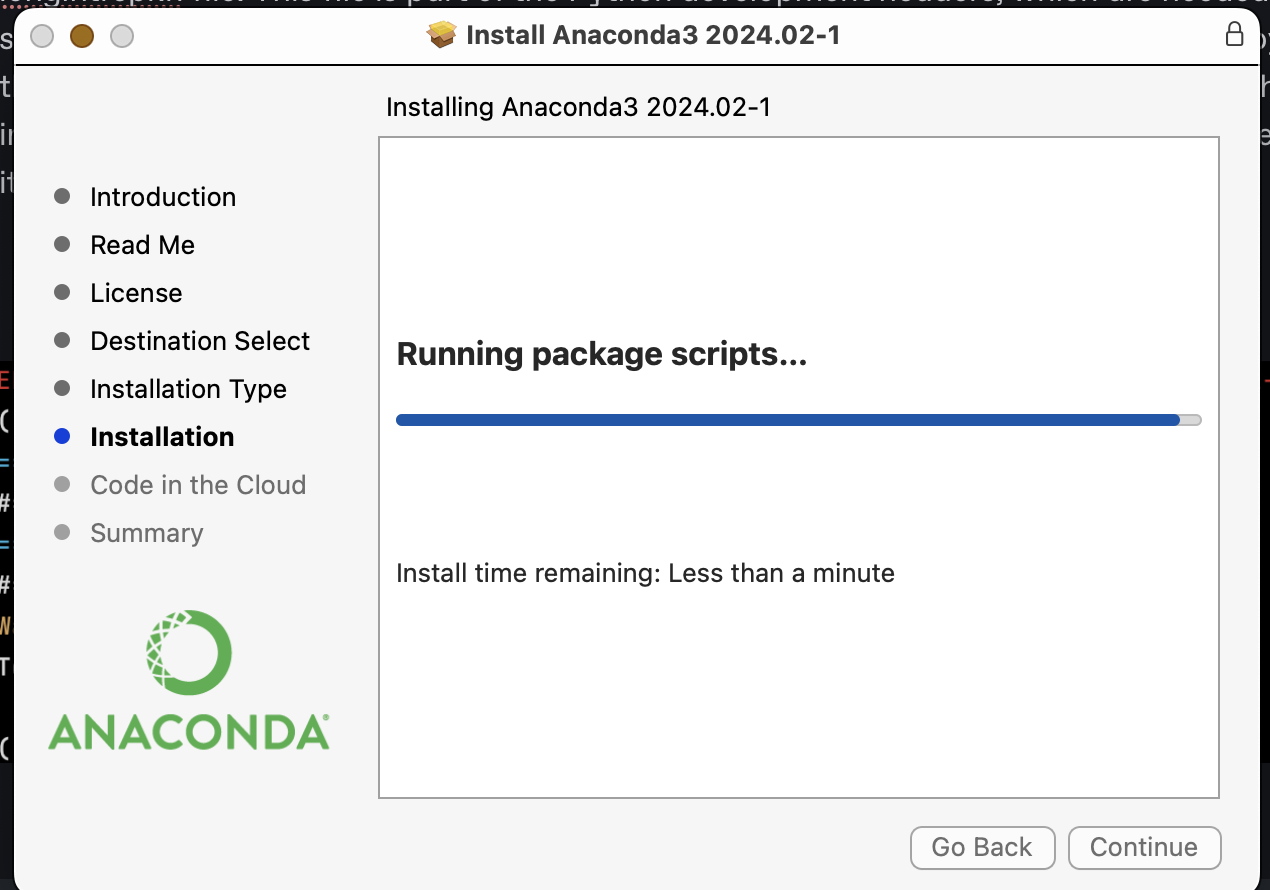 Install Anaconda3 2024.02-1
Installing Anaconda3 2024.02-1
Introduction
Read Me
License
Destination Select
Installation Type
Installation
Code in the Cloud
Summary
ANACONDA®
Running package scripts...
Install time remaining: Less than a minute
Go Back
Continue